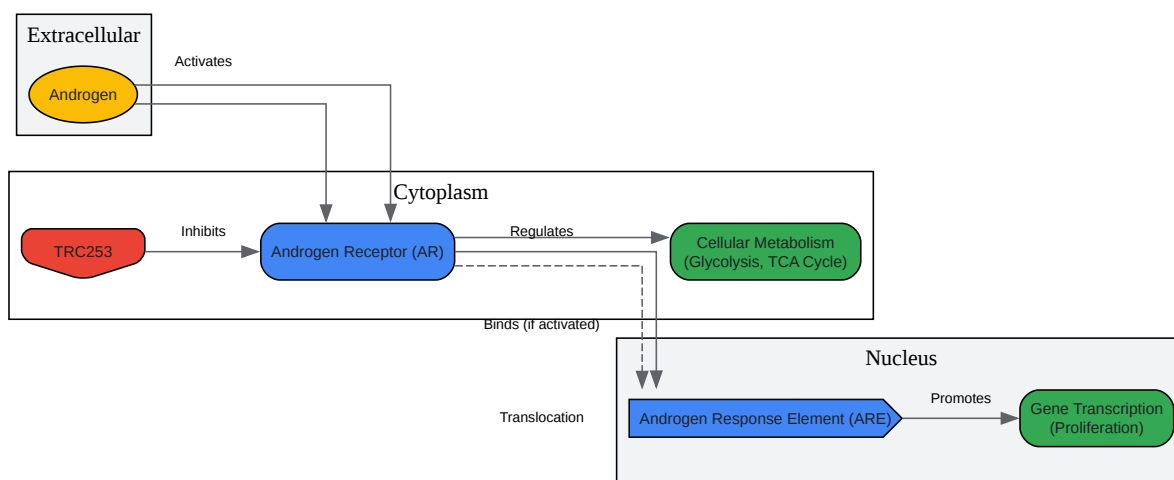 Extracellular
Androgen
Activates
Cytoplasm
TRC253
Inhibits
Androgen Receptor (AR)
Regulates
Cellular Metabolism
(Glycolysis, TCA Cycle)
Binds (if activated)
Nucleus
Translocation
Androgen Response Element (ARE)
Promotes
Gene Transcription
(Proliferation)